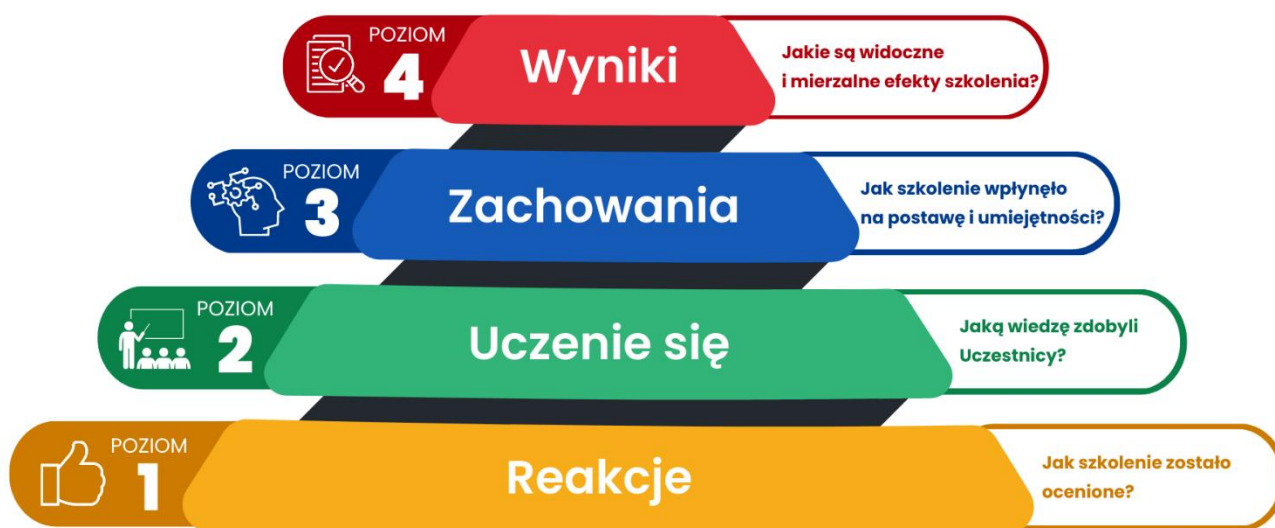 POZIOM
4
Wyniki
Jakie są widoczne
i mierzalne efekty szkolenia?
POZIOM
3
Zachowania
Jak szkolenie wpłynęło
na postawę i umiejętności?
POZIOM
2
Uczenie się
Jaką wiedzę zdobyli
Uczestnicy?
POZIOM
1
Reakcje
Jak szkolenie zostało
ocenione?